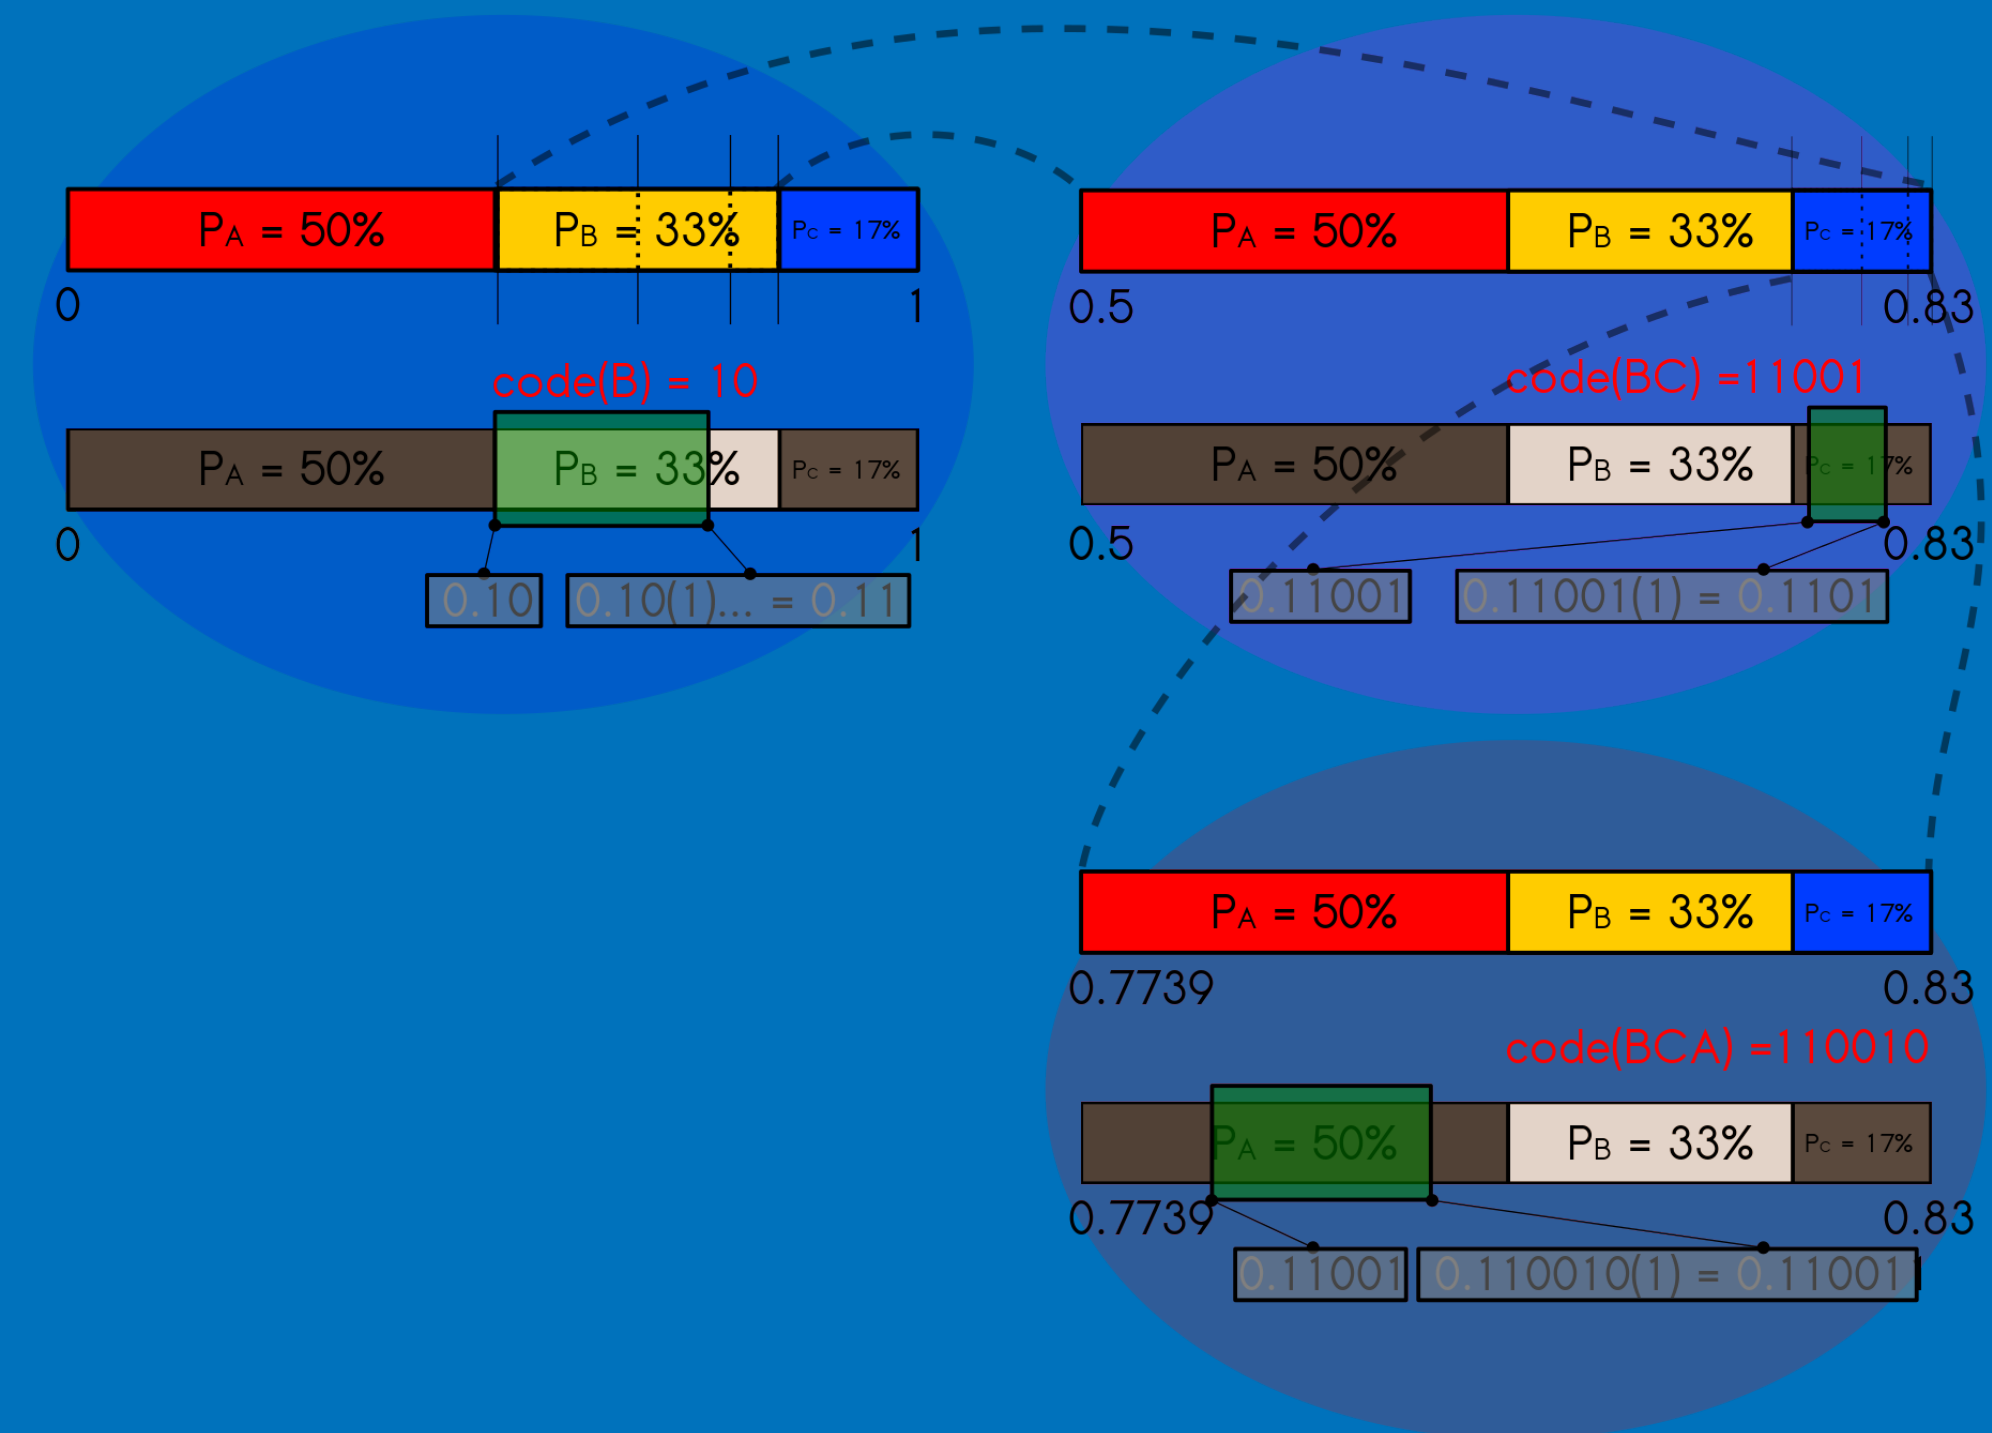 PA = 50% PB = 33% Pc = 17%
0 1
code(B) = 10
PA = 50% PB = 33% Pc = 17%
0 1
0.10 0.10(1)... = 0.11
PA = 50% PB = 33% Pc = 17%
0.5 0.83
code(BC) =11001
PA = 50% PB = 33% Pc = 17%
0.5 0.83
0.11001 0.11001(1) = 0.1101
PA = 50% PB = 33% Pc = 17%
0.7739 0.83
code(BCA) =110010
PA = 50% PB = 33% Pc = 17%
0.7739 0.83
0.11001 0.110010(1) = 0.110011